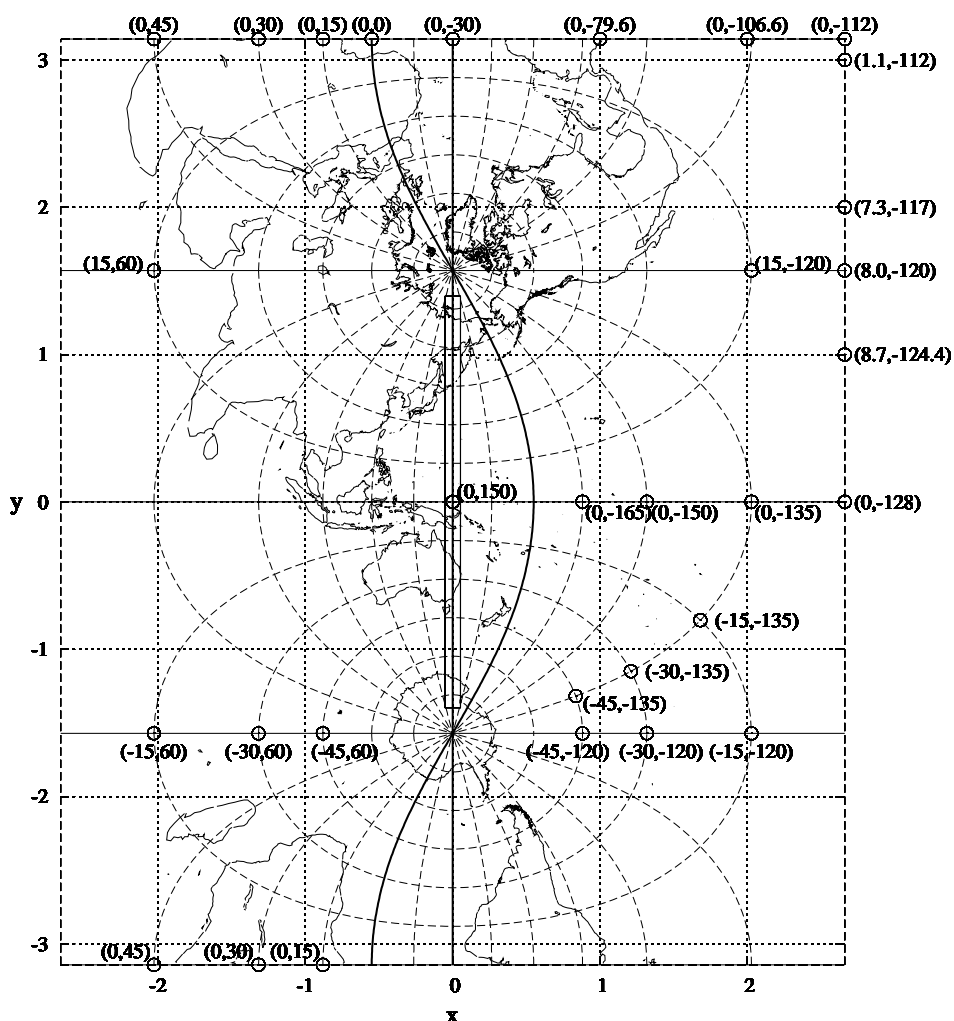 (0,45) (0,30) (0,15) (0.0) (0,-30) (0,-79.6) (0,-106.6) (0,-112)
3 (1.1,-112)
2 (7.3,-117)
(15,60) (15,-120) (8.0,-120)
1 (8.7,-124.4)
(0,150)
y 0 (0,-165) (0,-150) (0,-135) (0,-128)
(-15,-135)
-1 (-30,-135)
(-45,-135)
(-15,60) (-30,60) (-45,60) (-45,-120) (-30,-120) (-15,-120)
-2
-3 (0,45) (0,30) (0,15)
-2 -1 0 1 2
x